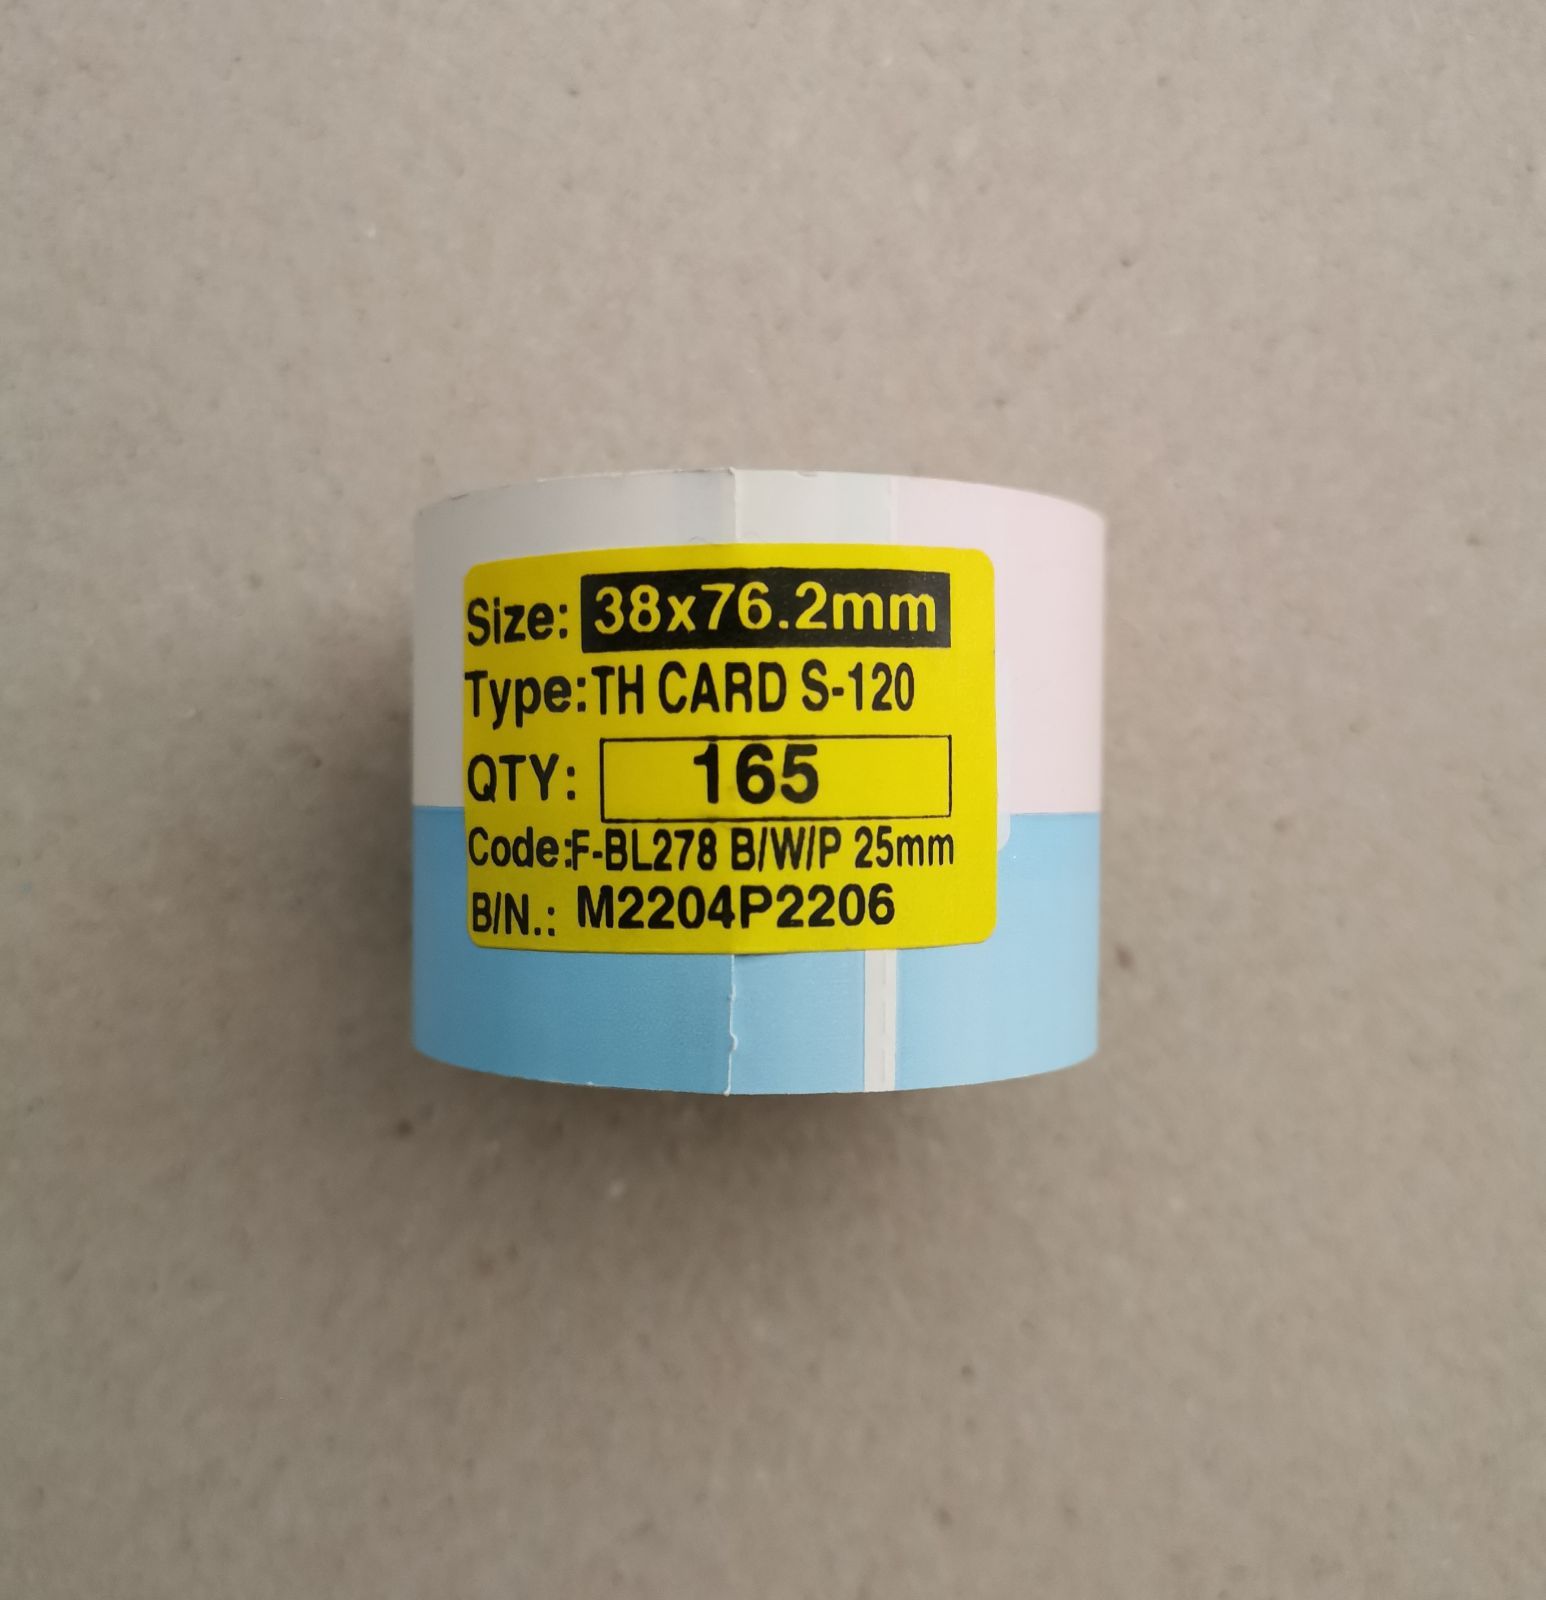 Size: 38x76.2mm
Type: TH CARD S-120
QTY: 165
Code: F-BL278 B/W/P 25mm
B/N.: M2204P2206